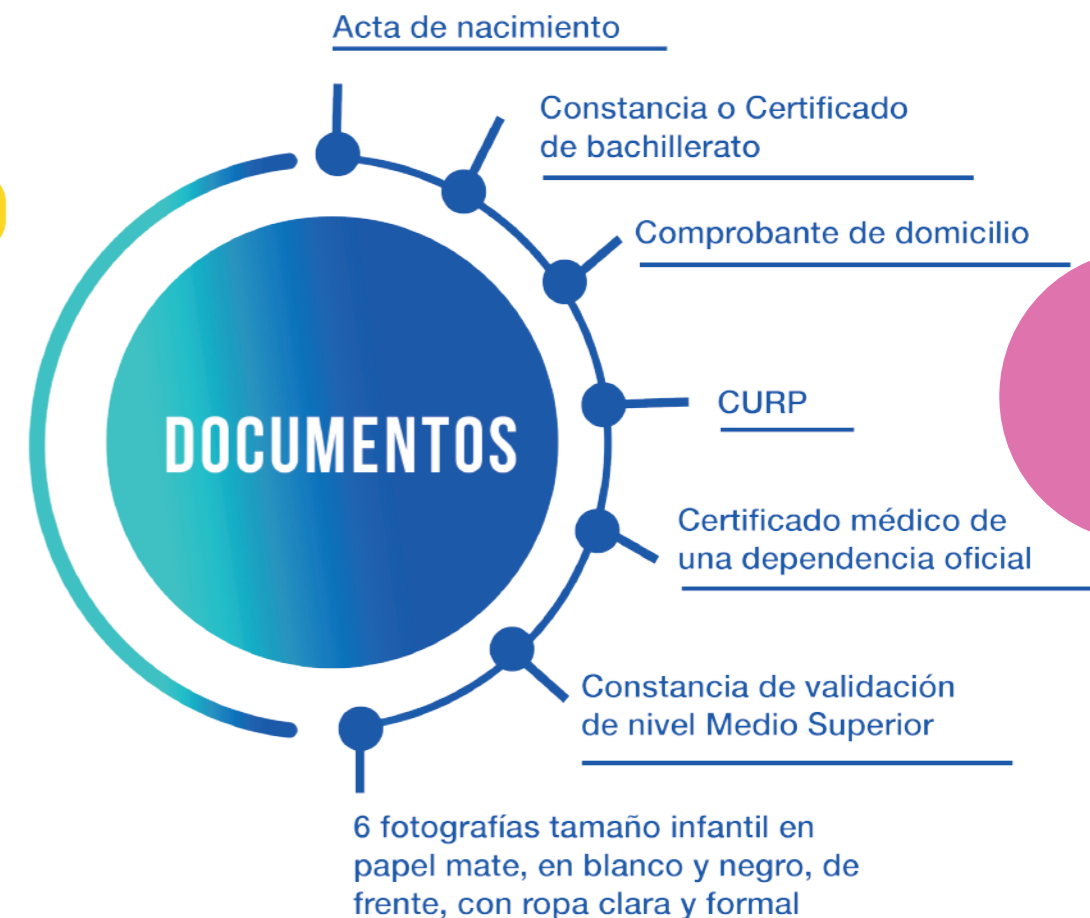 Acta de nacimiento
Constancia o Certificado
de bachillerato
Comprobante de domicilio
CURP
DOCUMENTOS
Certificado médico de
una dependencia oficial
Constancia de validación
de nivel Medio Superior
6 fotografías tamaño infantil en
papel mate, en blanco y negro, de
frente, con ropa clara y formal